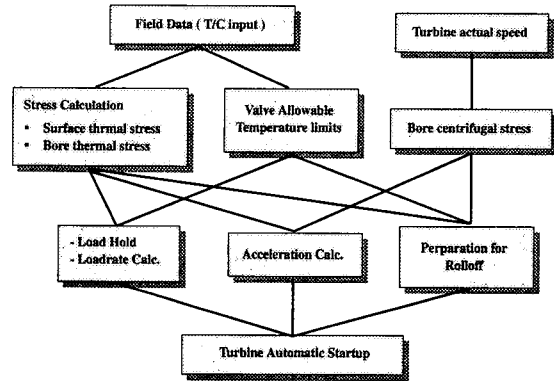 Field Data ( T/C input )
Turbine actual speed
Stress Calculation
• Surface thrmal stress
• Bore thermal stress
Valve Allowable
Temperature limits
Bore centrifugal stress
- Load Hold
- Loadrate Calc.
Acceleration Calc.
Perparation for
Rolloff
Turbine Automatic Startup